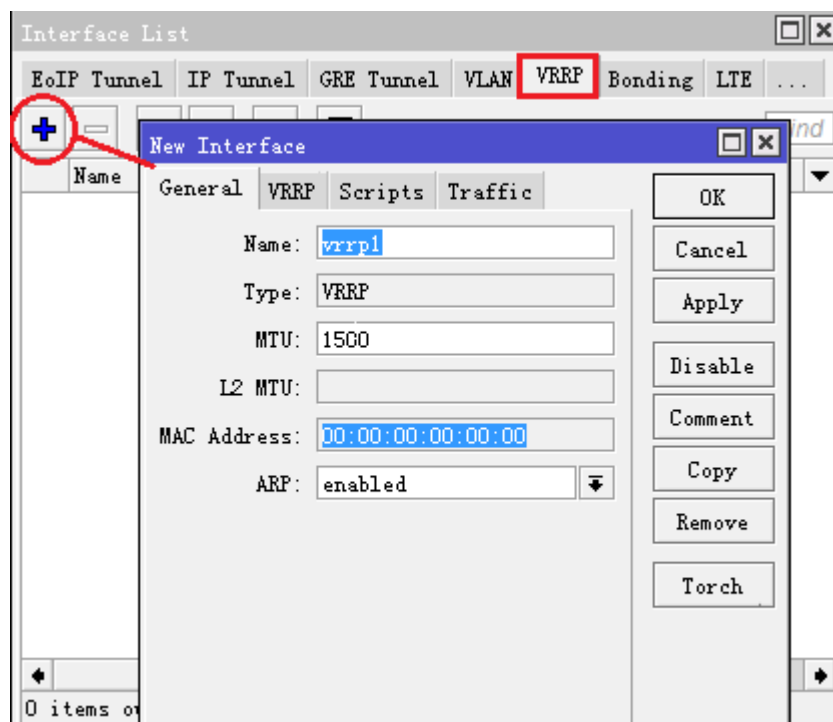 Interface List
EoIP Tunnel IP Tunnel GRE Tunnel VLAN VRRP Bonding LTE ...
New Interface
Name
General VRRP Scripts Traffic
OK
Name: vrrp1
Cancel
Type: VRRP
Apply
MTU: 1500
L2 MTU:
Disable
MAC Address: 00:00:00:00:00:00
Comment
ARP: enabled
Copy
Remove
Torch
0 items